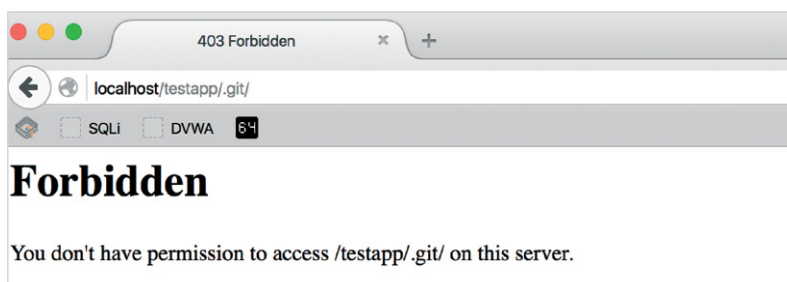 403 Forbidden
localhost/testapp/.git/
SQLi DVWA 64
Forbidden
You don't have permission to access /testapp/.git/ on this server.